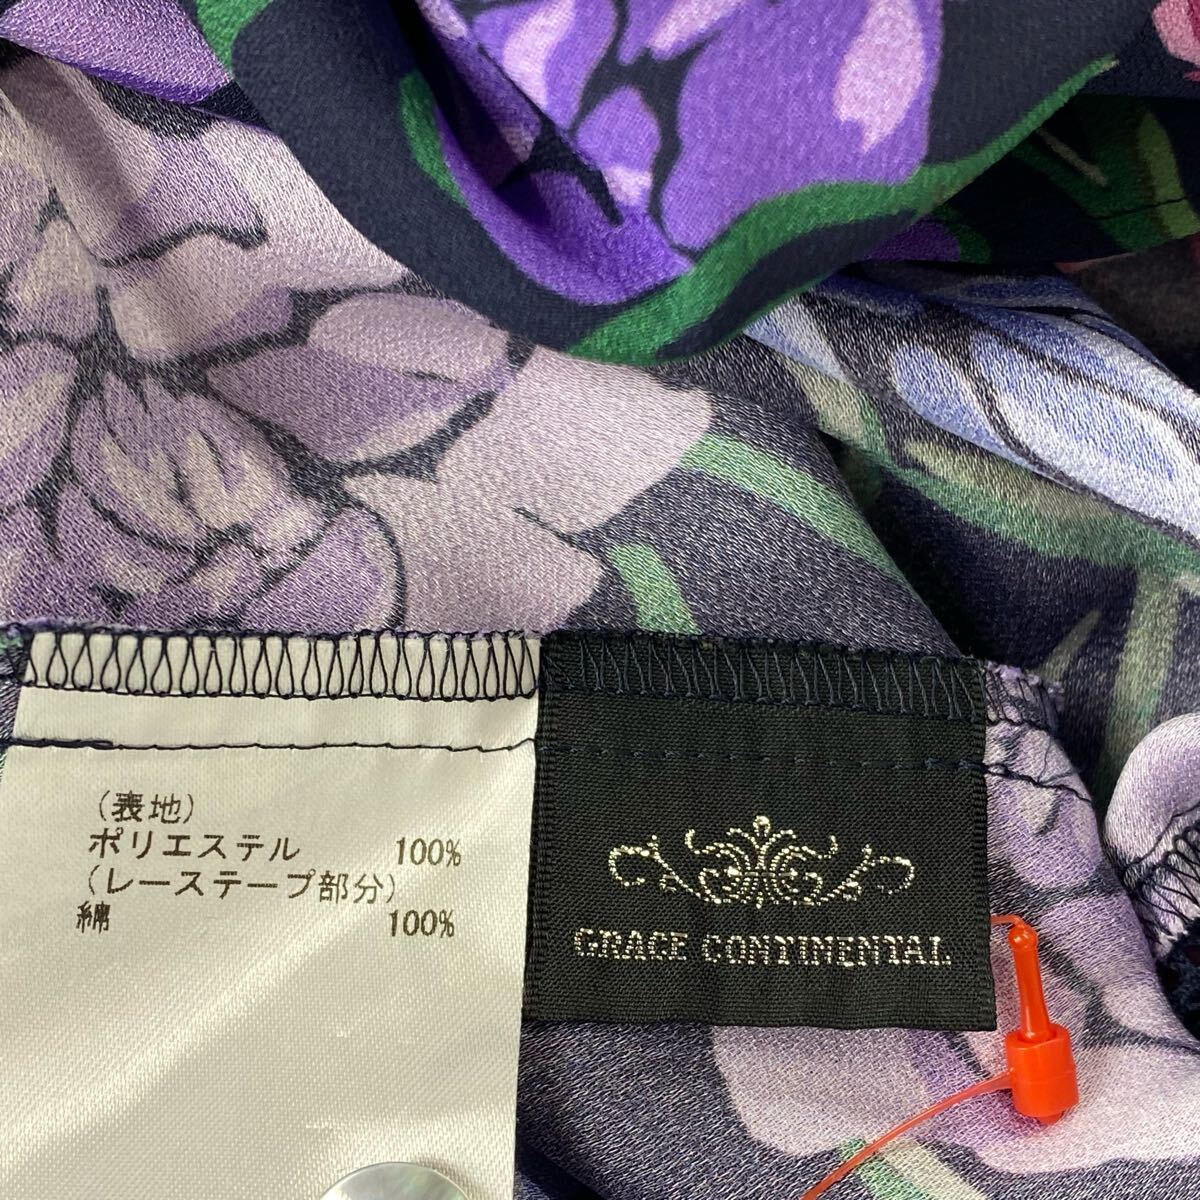 (表地)
ポリエステル 100%
(レーステープ部分)
綿 100%
GRACE CONTINENTAL